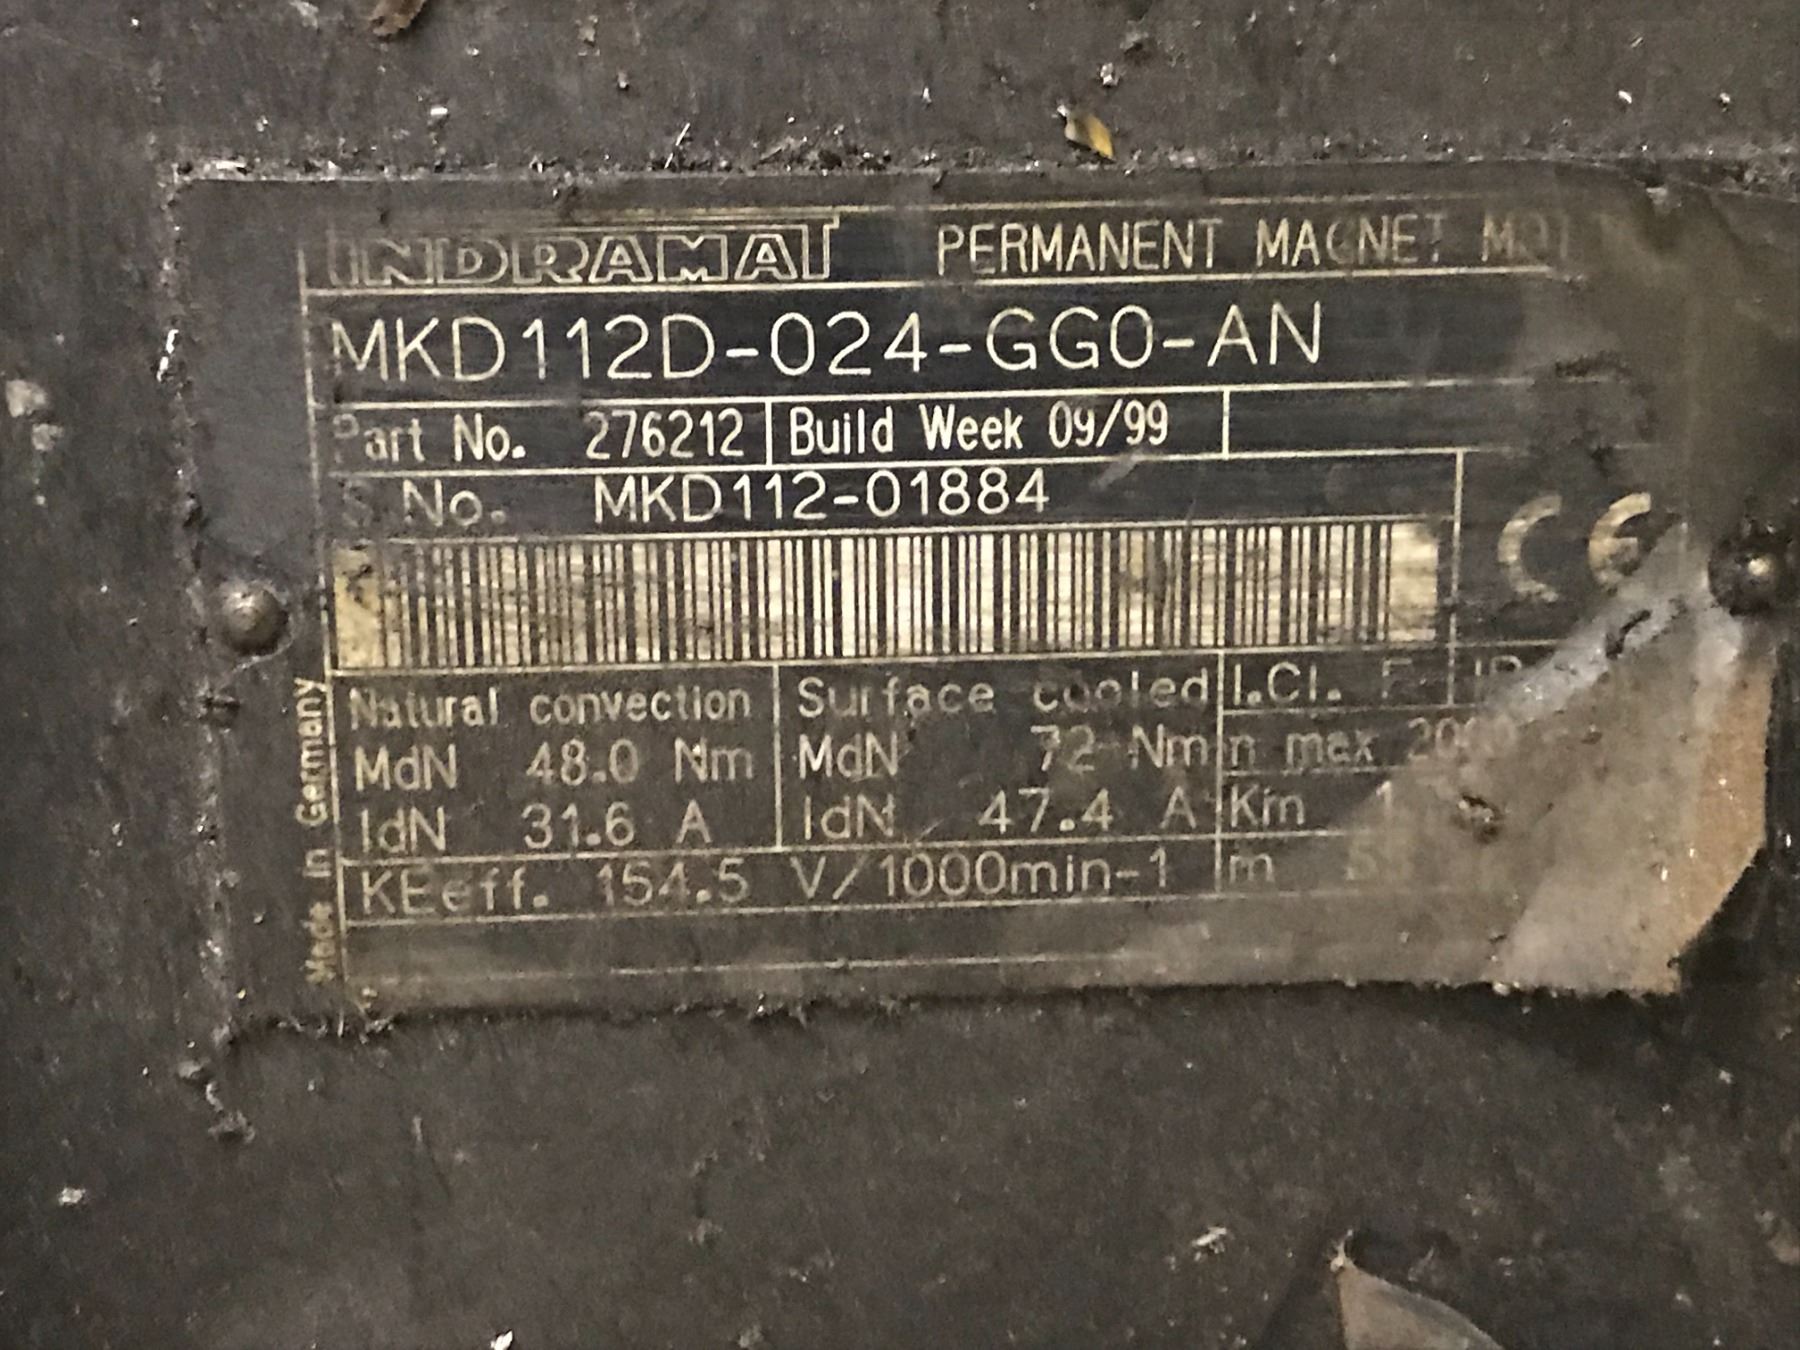 INDRAMAT PERMANENT MAGNET
MKD112D-024-GG0-AN
Part No. 276212 Build Week 09/99
S.No. MKD112-01884
CE
Natural convection Surface cooled I.Cl. F
MdN 48.0 Nm MdN 72 Nm n max
IdN 31.6 A IdN 47.4 A Km
KEeff. 154.5 V/1000min-1 m
Made in Germany